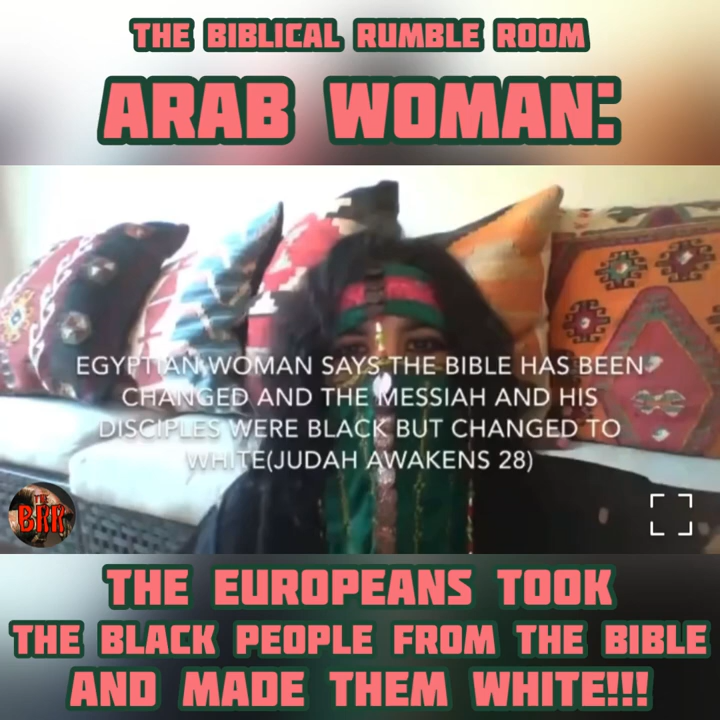 THE BIBLICAL RUMBLE ROOM
ARAB WOMAN:
EGYPTIAN WOMAN SAYS THE BIBLE HAS BEEN
CHANGED AND THE MESSIAH AND HIS
DISCIPLES WERE BLACK BUT CHANGED TO
WHITE(JUDAH AWAKENS 28)
THE
BRR
THE EUROPEANS TOOK
THE BLACK PEOPLE FROM THE BIBLE
AND MADE THEM WHITE!!!